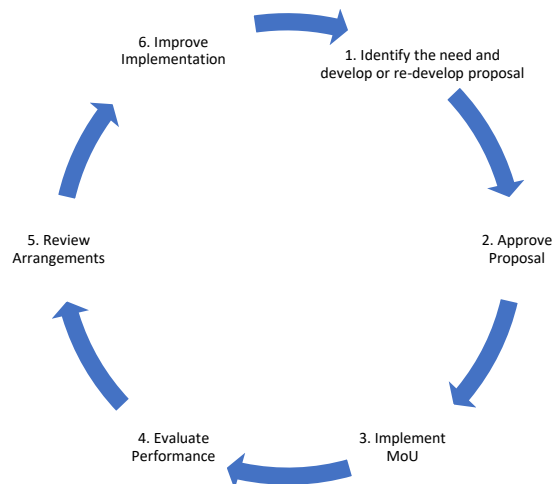 1. Identify the need and
develop or re-develop proposal
2. Approve
Proposal
3. Implement
MoU
4. Evaluate
Performance
5. Review
Arrangements
6. Improve
Implementation